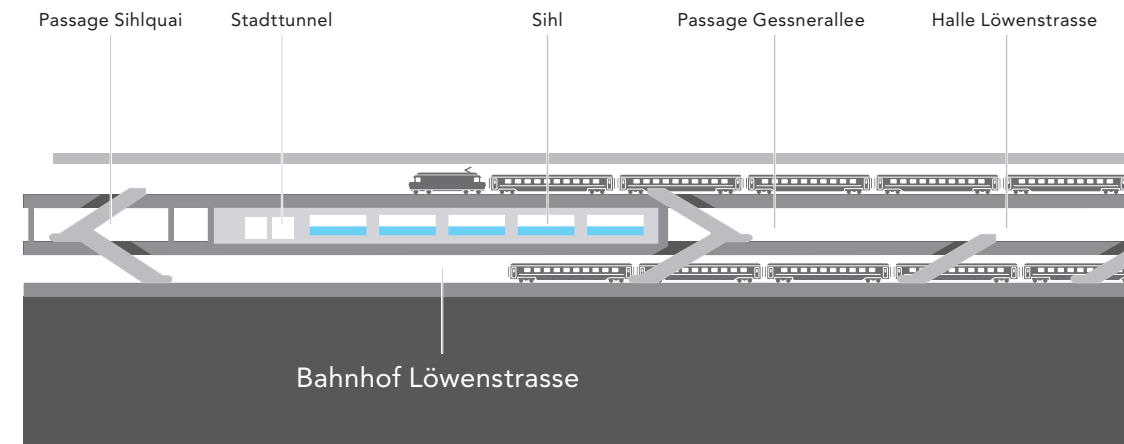 Passage Sihlquai
Stadttunnel
Sihl
Passage Gessnerallee
Halle Löwenstrasse
Bahnhof Löwenstrasse